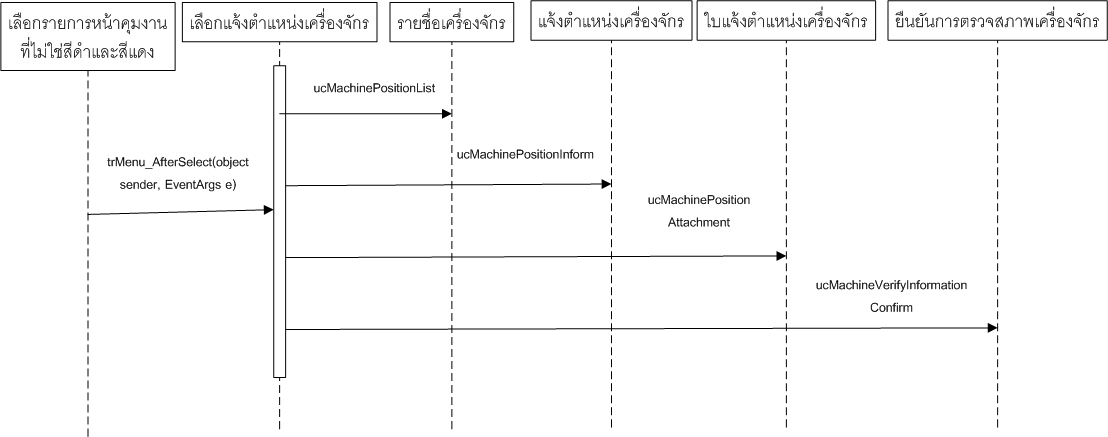 เลือกรายการหน้าคุมงาน
ที่ไม่ใช่สีดำและสีแดง
เลือกแจ้งตำแหน่งเครื่องจักร
รายชื่อเครื่องจักร
แจ้งตำแหน่งเครื่องจักร
ใบแจ้งตำแหน่งเครื่องจักร
ยืนยันการตรวจสภาพเครื่องจักร
ucMachinePositionList
ucMachinePositionInform
trMenu_AfterSelect(object
sender, EventArgs e)
ucMachinePosition
Attachment
ucMachineVerifyInformation
Confirm